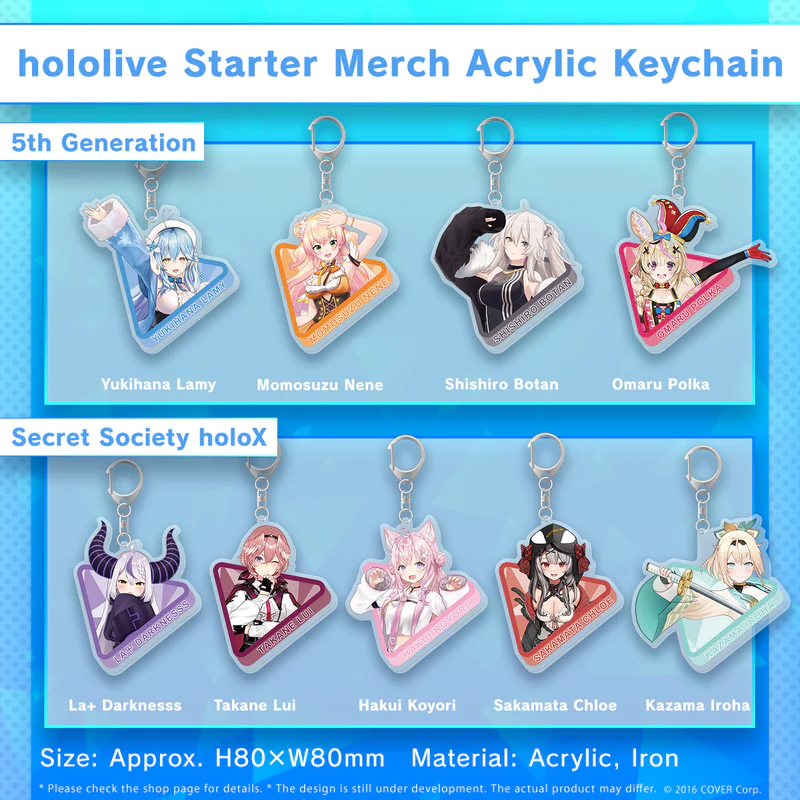 hololive Starter Merch Acrylic Keychain
5th Generation
YUKIHANA LAMY
MOMOSUZU NENE
SHISHIRO BOTAN
OMARU POLKA
Yukihana Lamy
Momosuzu Nene
Shishiro Botan
Omaru Polka
Secret Society holoX
LA+ DARKNESSS
TAKANE LUI
HAKUI KOYORI
SAKAMATA CHLOE
KAZAMA IROHA
La+ Darknesss
Takane Lui
Hakui Koyori
Sakamata Chloe
Kazama Iroha
Size: Approx. H80×W80mm Material: Acrylic, Iron
* Please check the shop page for details. * The design is still under development. The actual product may differ. © 2016 COVER Corp.